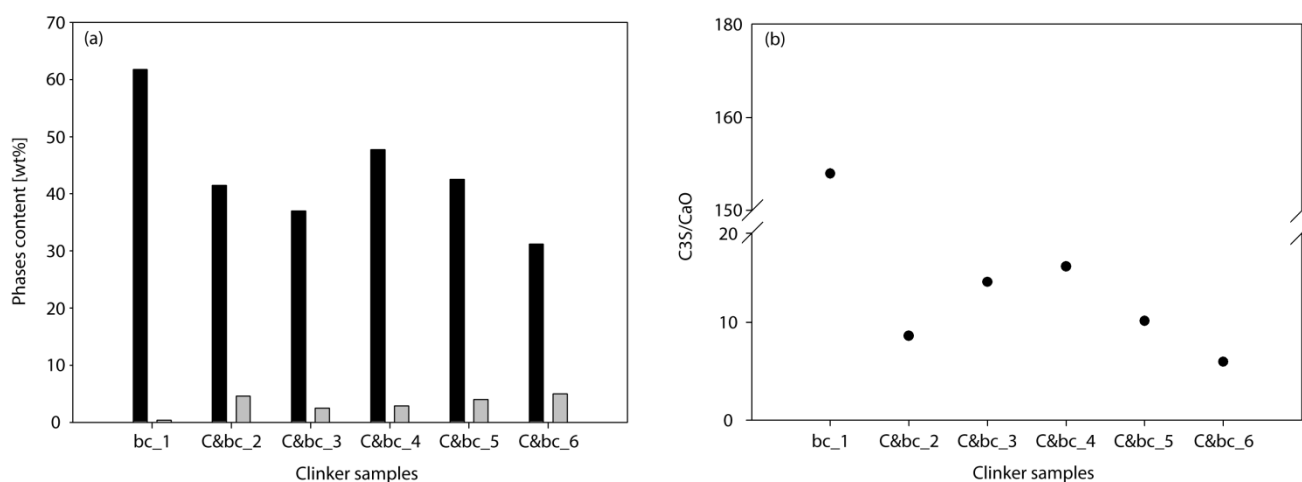 (a)
Phases content [wt%]
70
60
50
40
30
20
10
0
bc_1 C&bc_2 C&bc_3 C&bc_4 C&bc_5 C&bc_6
Clinker samples
(b)
C3S/CaO
180
160
150
20
10
0
bc_1 C&bc_2 C&bc_3 C&bc_4 C&bc_5 C&bc_6
Clinker samples